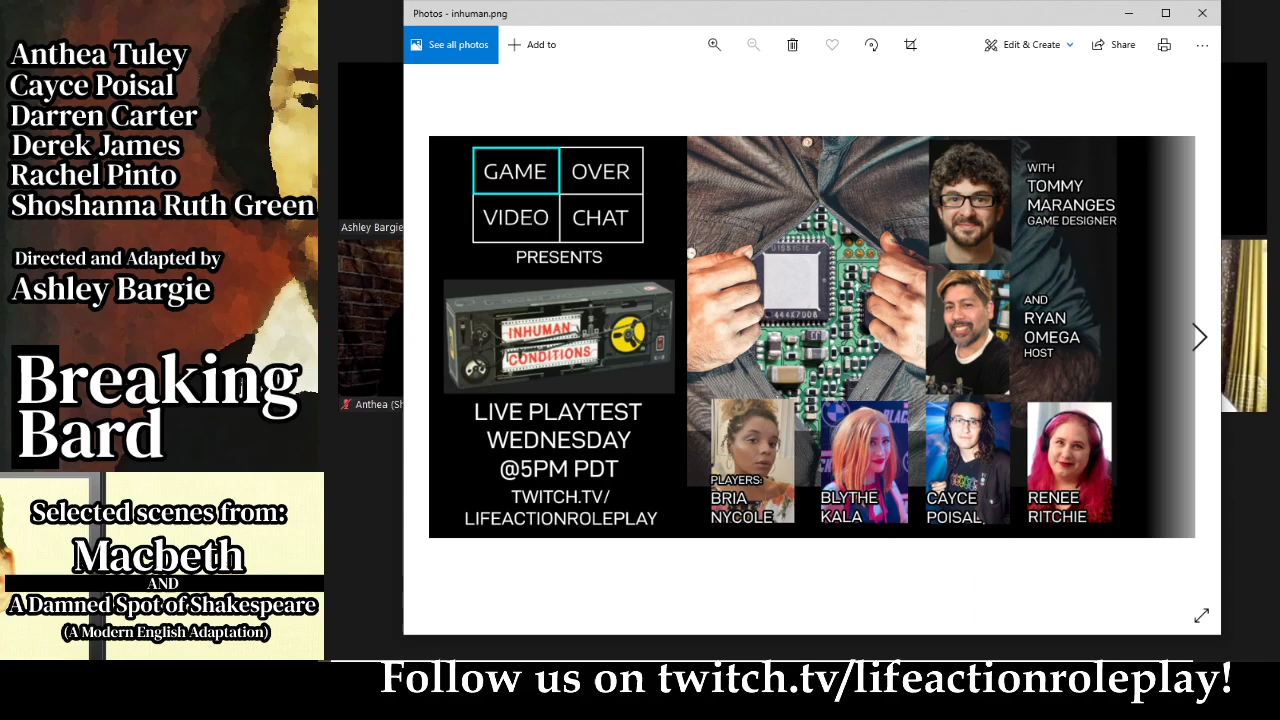 Anthea Tuley
Cayce Poisal
Darren Carter
Derek James
Rachel Pinto
Shoshanna Ruth Green
Directed and Adapted by
Ashley Bargie
Breaking
Bard
Selected scenes from:
Macbeth
AND
A Damned Spot of Shakespeare
(A Modern English Adaptation)
Ashley Bargie
Anthea (Sh
Photos - inhuman.png
See all photos
Add to
Edit & Create
Share
GAME OVER
VIDEO CHAT
PRESENTS
INHUMAN
CONDITIONS
LIVE PLAYTEST
WEDNESDAY
@5PM PDT
TWITCH.TV/
LIFEACTIONROLEPLAY
WITH
TOMMY
MARANGES
GAME DESIGNER
AND
RYAN
OMEGA
HOST
PLAYERS:
BRIA
NYCOLE
BLYTHE
KALA
CAYCE
POISAL,
RENEE
RITCHIE
Follow us on twitch.tv/lifeactionroleplay!